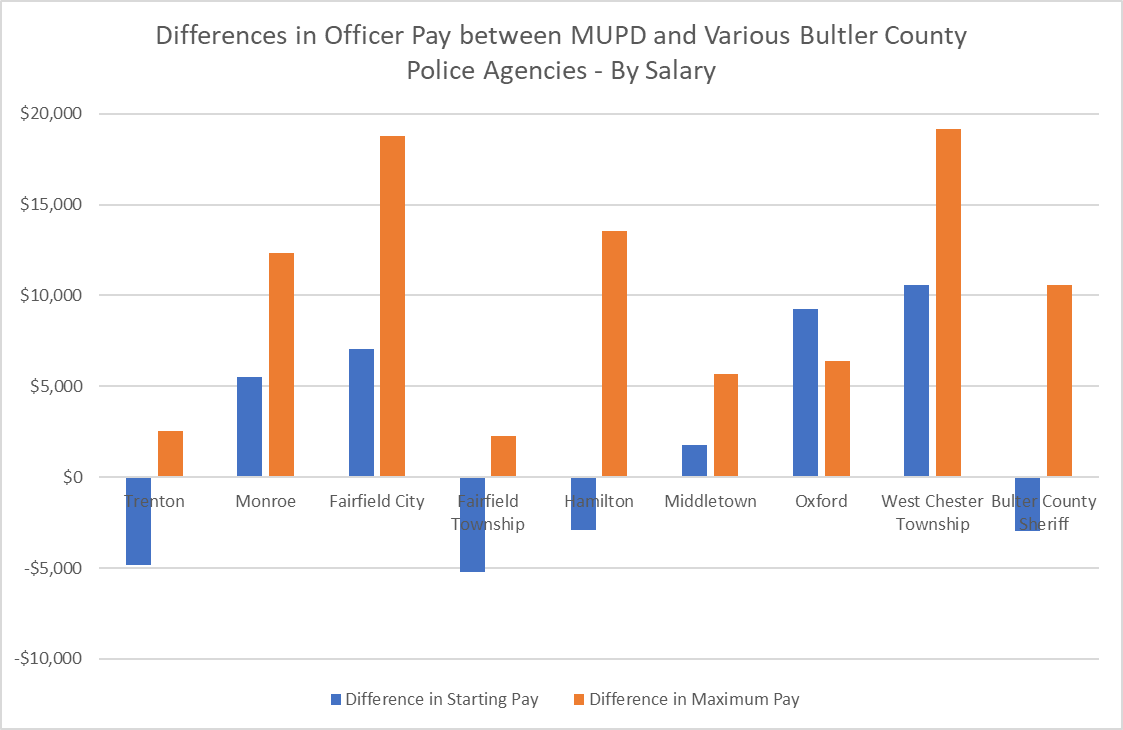 Differences in Officer Pay between MUPD and Various Bultler County
Police Agencies - By Salary
$20,000
$15,000
$10,000
$5,000
$0
-$5,000
-$10,000
Trenton
Monroe
Fairfield City
Fairfield
Township
Hamilton
Middletown
Oxford
West Chester
Township
Bulter County
Sheriff
Difference in Starting Pay
Difference in Maximum Pay